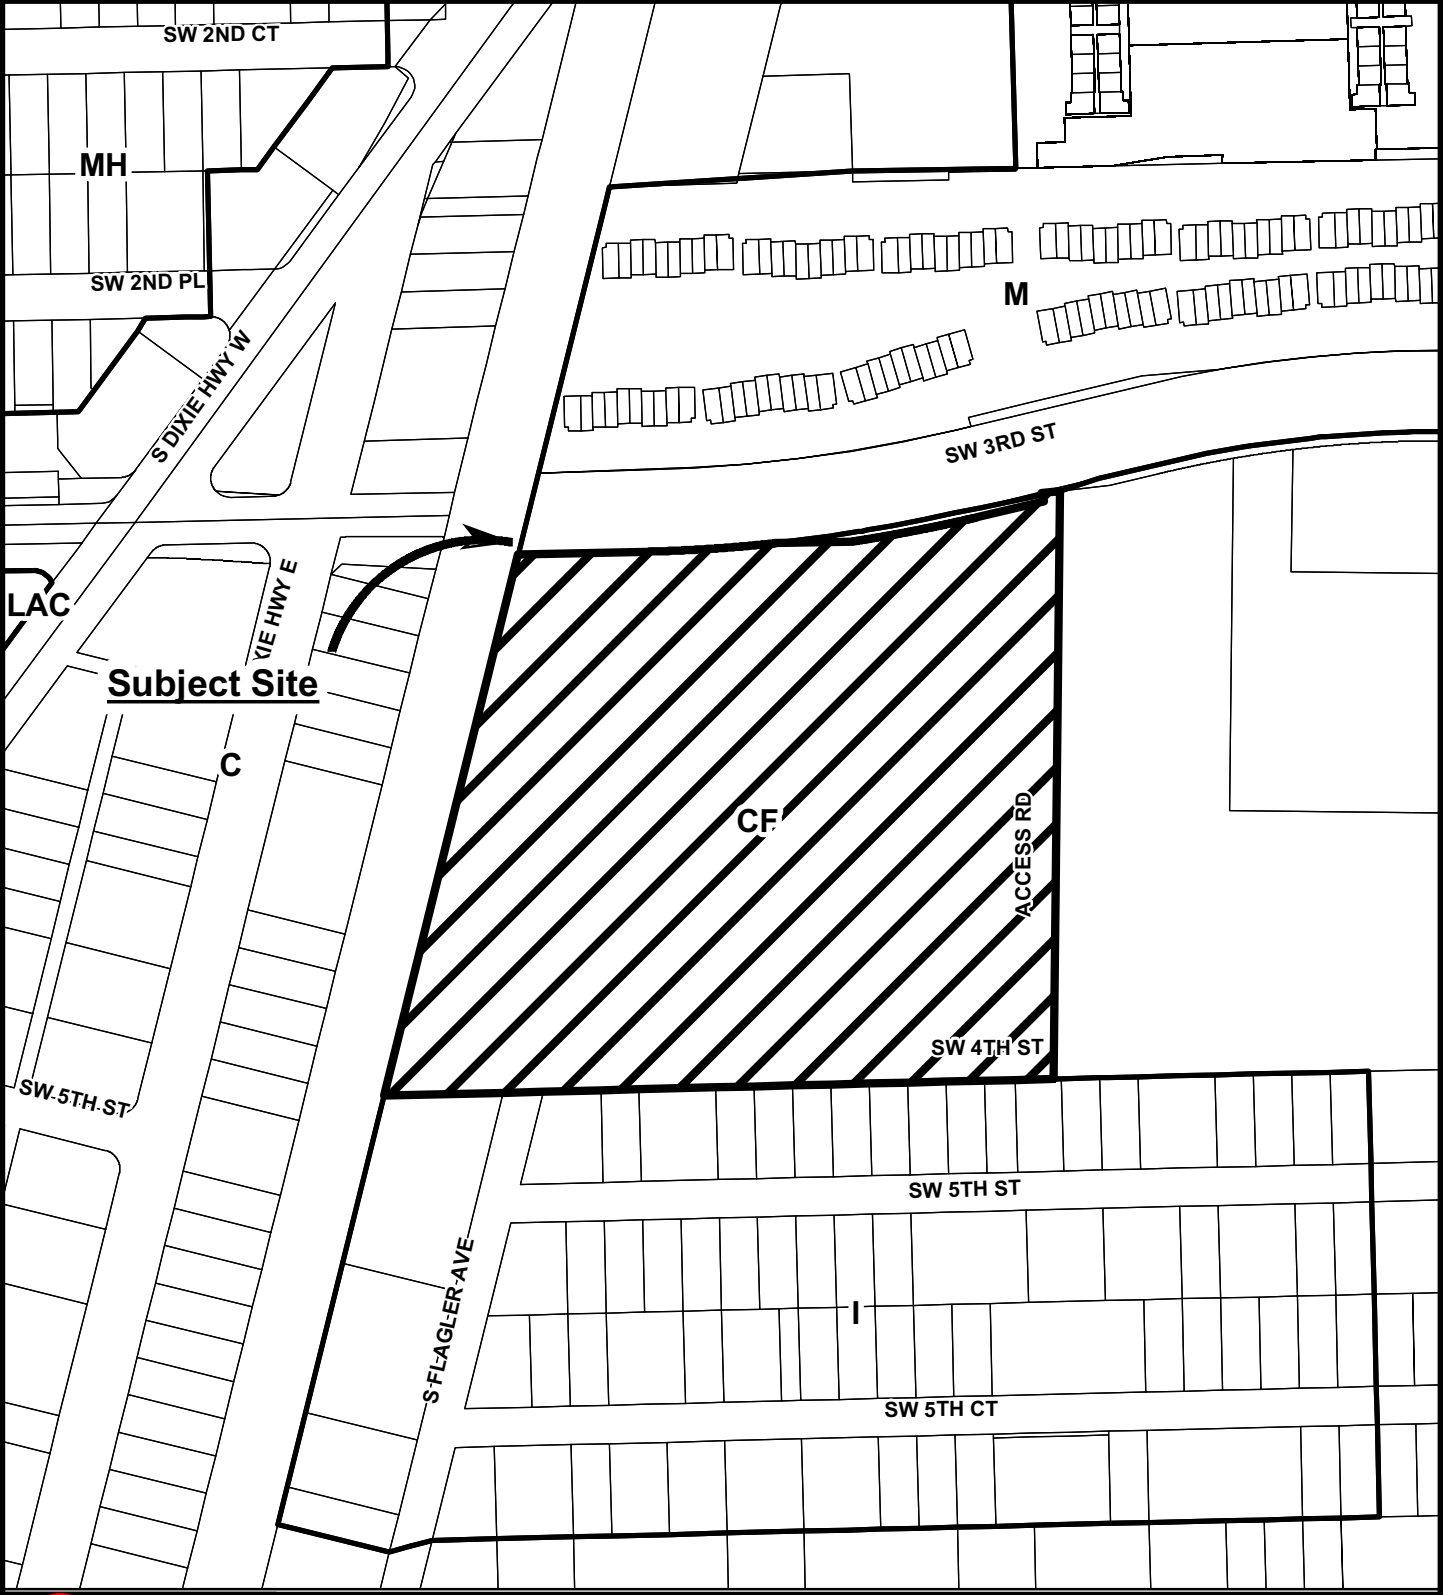 SW 2ND CT
MH
SW 2ND PL
M
S DIXIE HWY W
SW 3RD ST
LAC
XIE HWY E
Subject Site
C
CF
ACCESS RD
SW 4TH ST
SW 5TH ST
SW 5TH ST
S FLAGLER AVE
I
SW 5TH CT